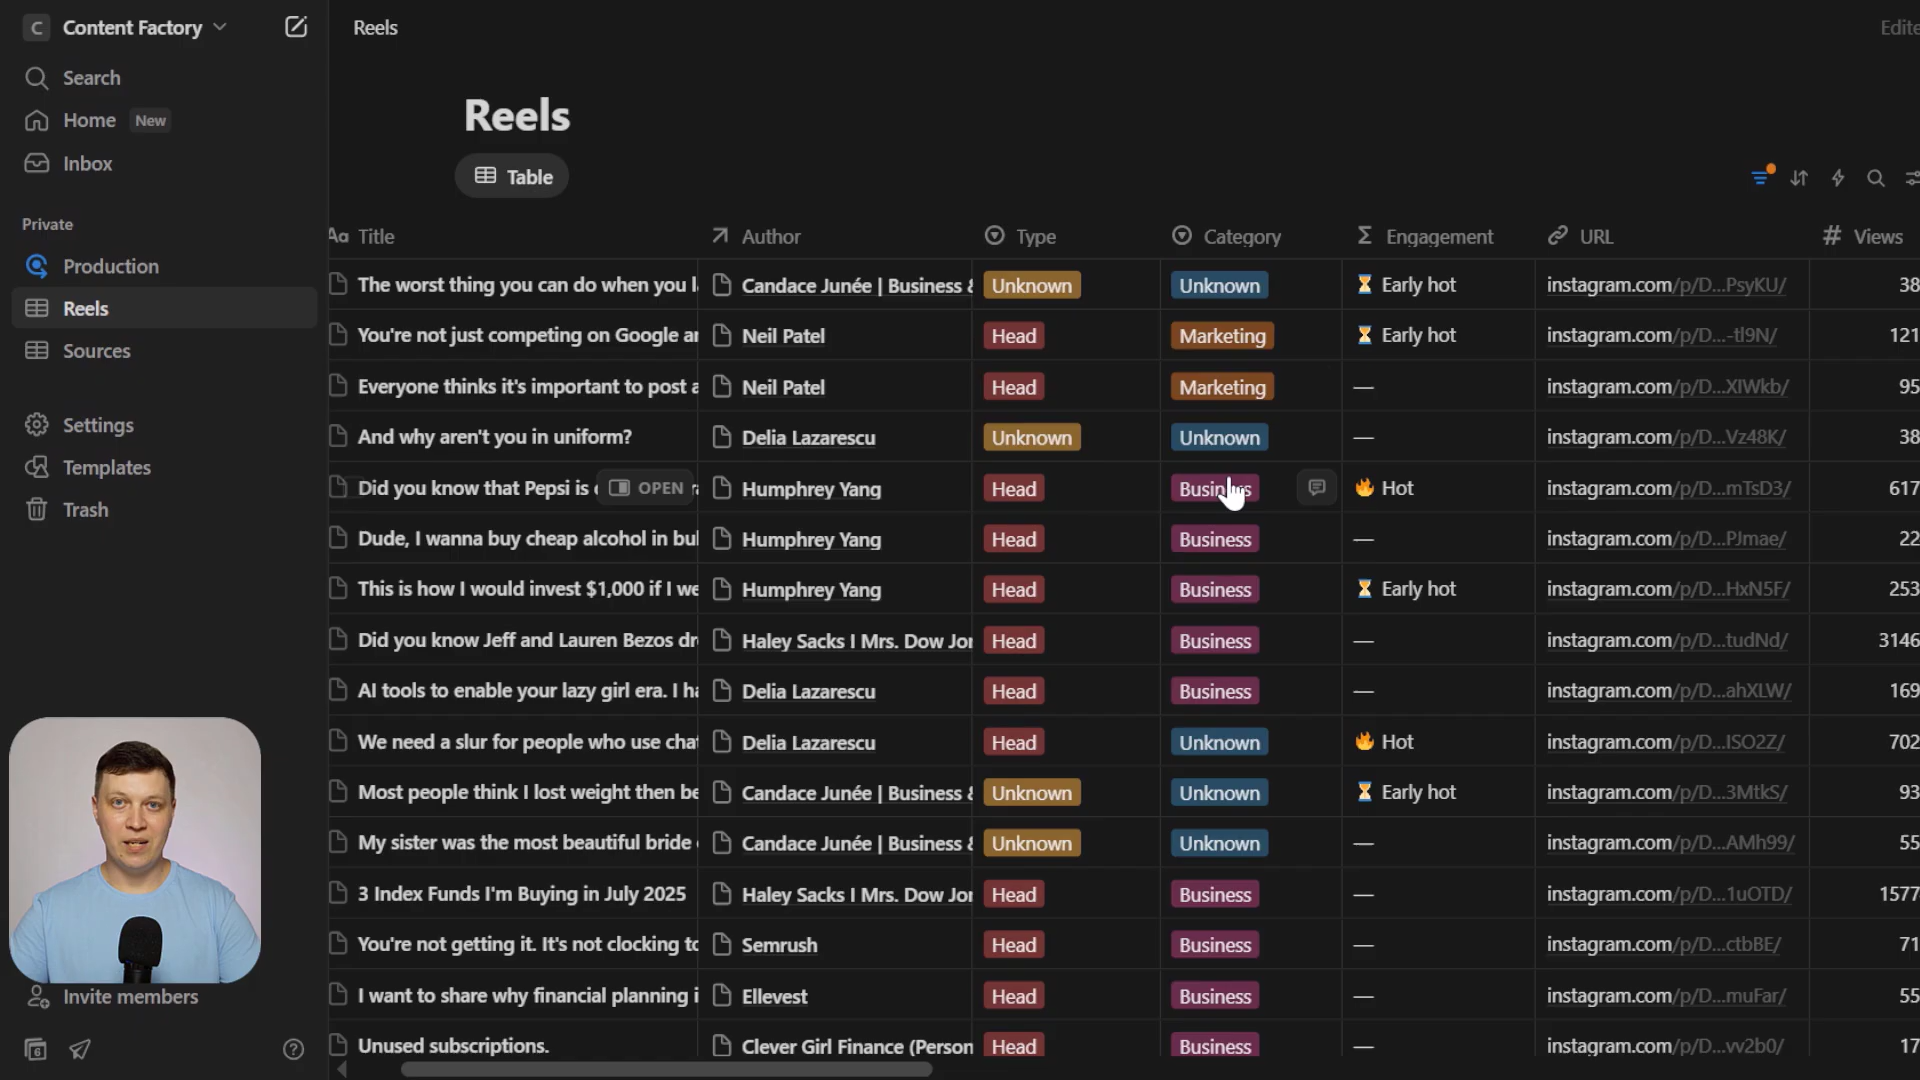 C Content Factory
Search
Home New
Inbox
Private
Production
Reels
Sources
Settings
Templates
Trash
Invite members
6
Reels
Edite
Reels
Table
Aa Title Author Type Category Σ Engagement URL # Views
The worst thing you can do when you l Candace Junée | Business & Unknown Unknown ⏳ Early hot instagram.com/p/D...PsyKU/ 38
You're not just competing on Google ar Neil Patel Head Marketing ⏳ Early hot instagram.com/p/D...-tl9N/ 121
Everyone thinks it's important to post a Neil Patel Head Marketing — instagram.com/p/D...XIWkb/ 95
And why aren't you in uniform? Delia Lazarescu Unknown Unknown — instagram.com/p/D...Vz48K/ 38
Did you know that Pepsi is OPEN Humphrey Yang Head Business 🔥 Hot instagram.com/p/D...mTsD3/ 617
Dude, I wanna buy cheap alcohol in bul Humphrey Yang Head Business — instagram.com/p/D...PJmae/ 22
This is how I would invest $1,000 if I we Humphrey Yang Head Business ⏳ Early hot instagram.com/p/D...HxN5F/ 253
Did you know Jeff and Lauren Bezos dr Haley Sacks I Mrs. Dow Jor Head Business — instagram.com/p/D...tudNd/ 3146
AI tools to enable your lazy girl era. I ha Delia Lazarescu Head Business — instagram.com/p/D...ahXLW/ 169
We need a slur for people who use chat Delia Lazarescu Head Unknown 🔥 Hot instagram.com/p/D...ISO2Z/ 702
Most people think I lost weight then be Candace Junée | Business & Unknown Unknown ⏳ Early hot instagram.com/p/D...3MtkS/ 93
My sister was the most beautiful bride Candace Junée | Business & Unknown Unknown — instagram.com/p/D...AMh99/ 55
3 Index Funds I'm Buying in July 2025 Haley Sacks I Mrs. Dow Jor Head Business — instagram.com/p/D...1uOTD/ 1577
You're not getting it. It's not clocking to Semrush Head Business — instagram.com/p/D...ctbBE/ 71
I want to share why financial planning i Ellevest Head Business — instagram.com/p/D...muFar/ 55
Unused subscriptions. Clever Girl Finance (Person Head Business — instagram.com/p/D...vv2b0/ 17